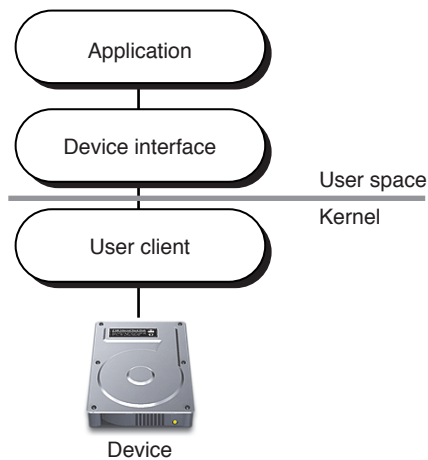 Application
Device interface
User space
Kernel
User client
Device